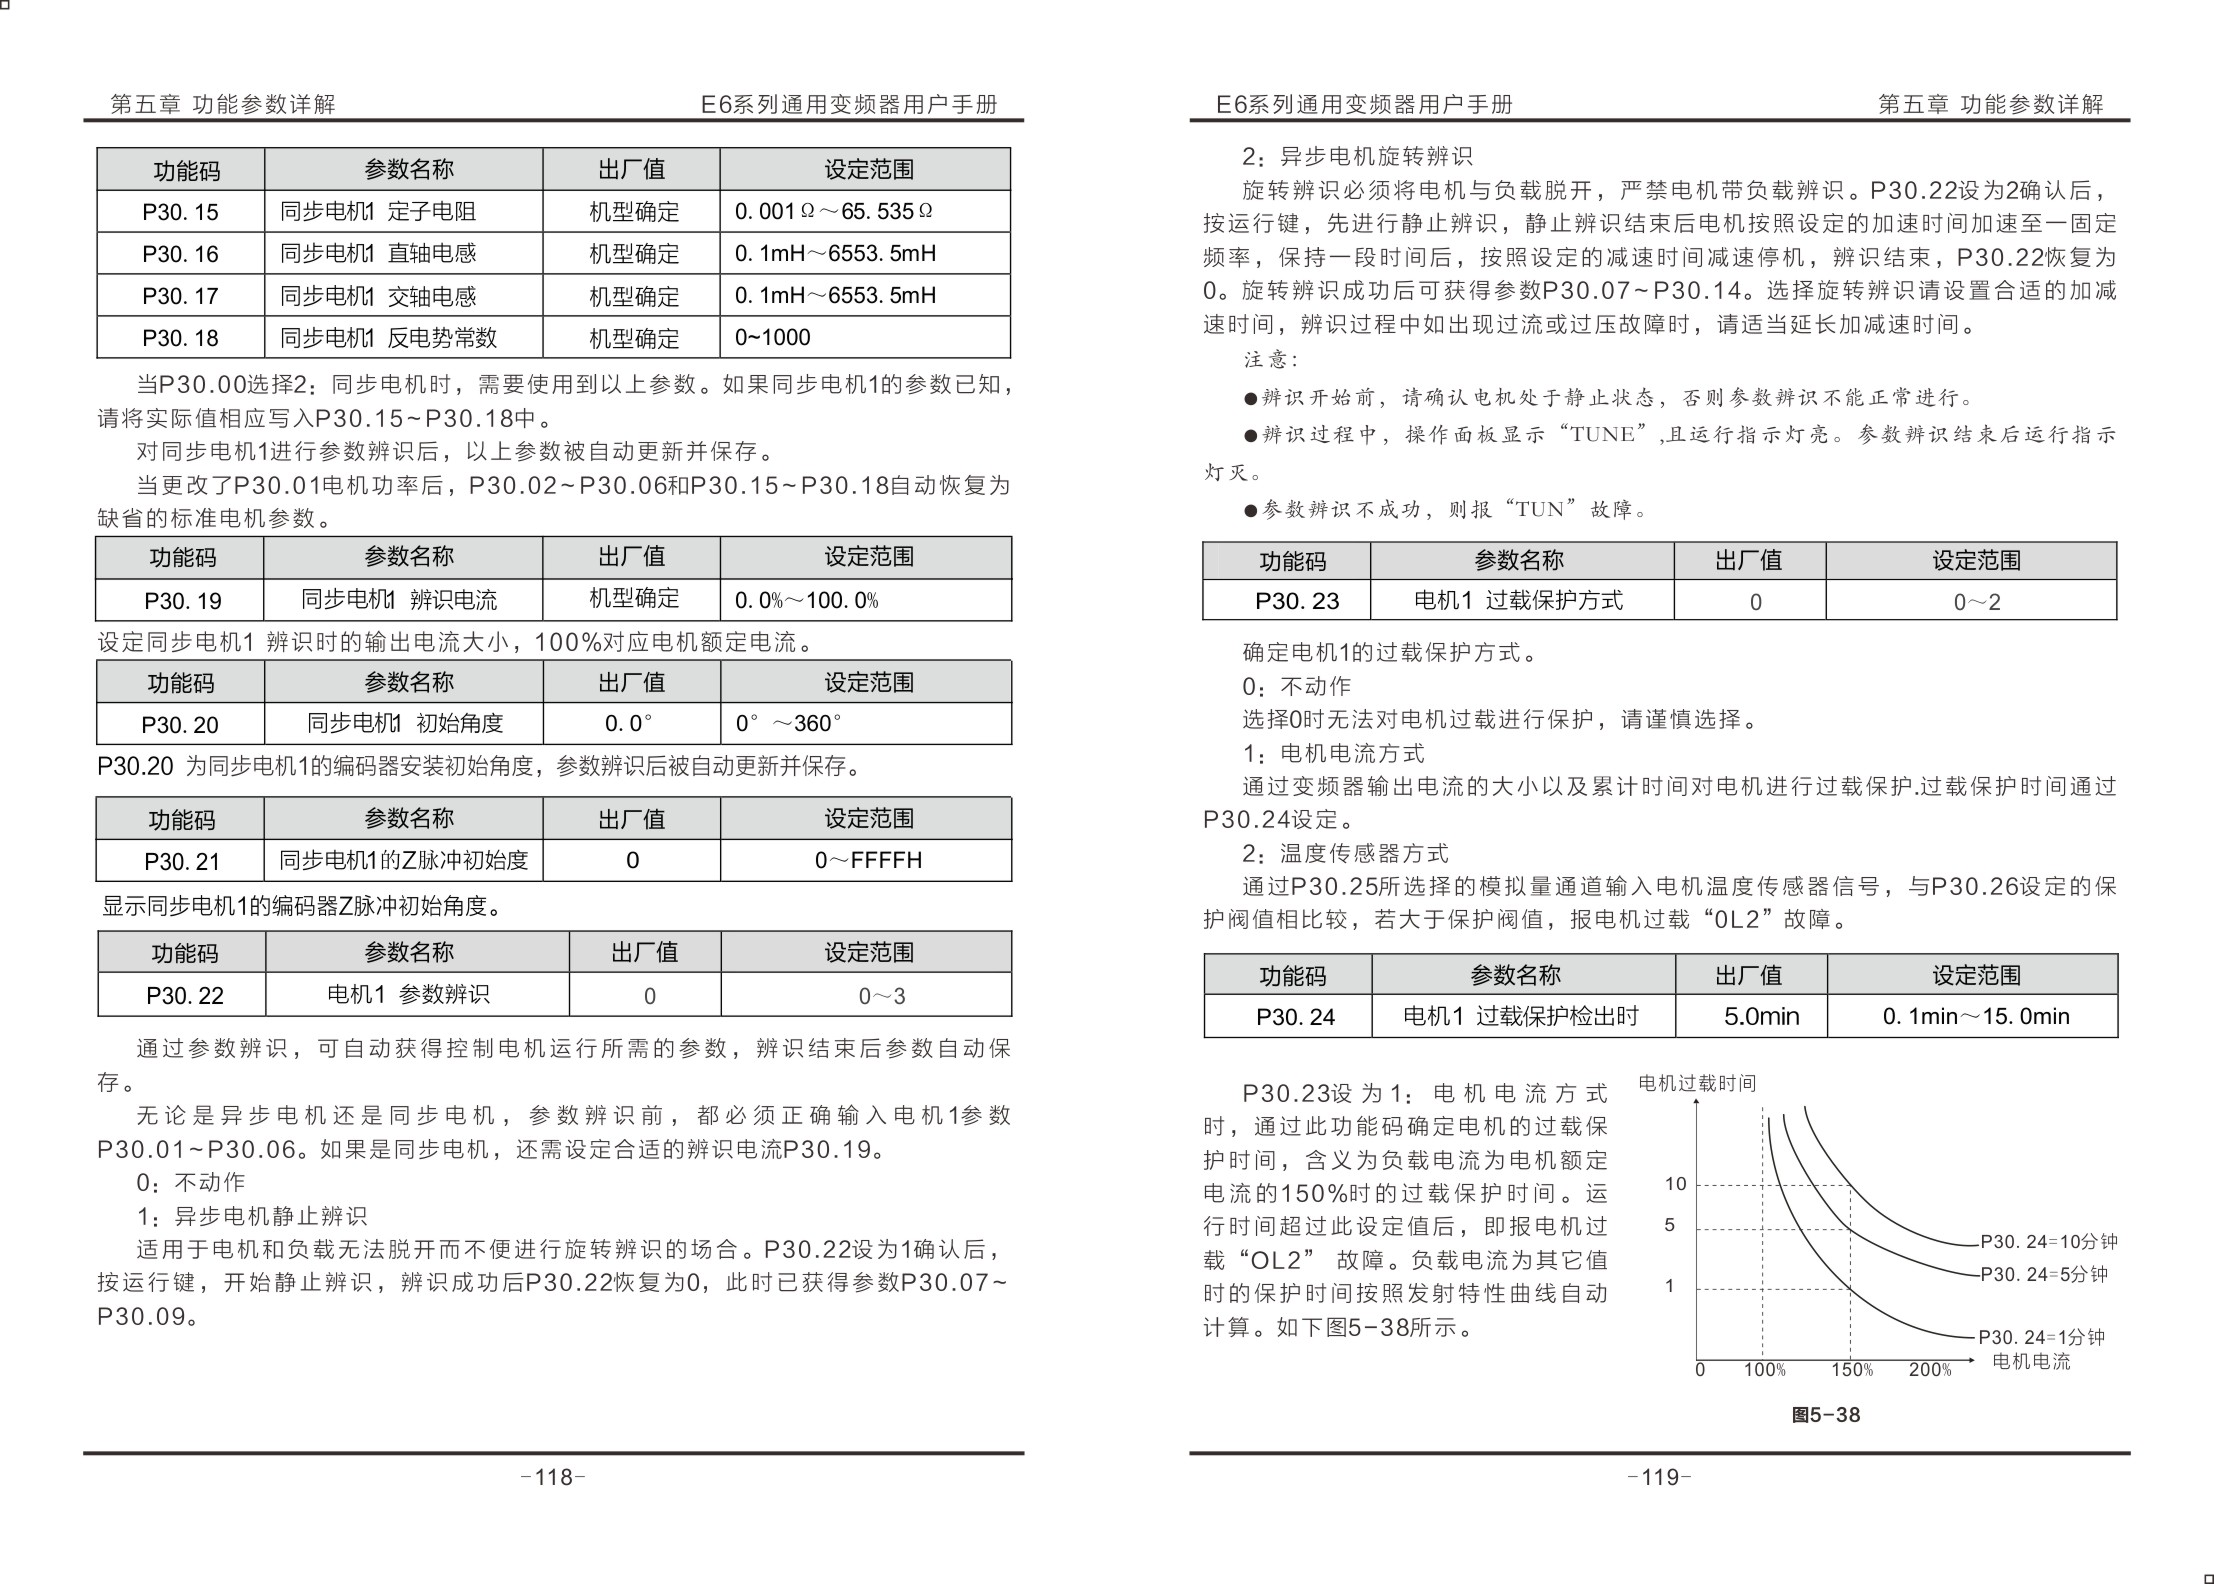 第五章 功能参数详解 E6系列通用变频器用户手册
功能码 参数名称 出厂值 设定范围
P30.15 同步电机1 定子电阻 机型确定 0.001Ω～65.535Ω
P30.16 同步电机1 直轴电感 机型确定 0.1mH～6553.5mH
P30.17 同步电机1 交轴电感 机型确定 0.1mH～6553.5mH
P30.18 同步电机1 反电势常数 机型确定 0~1000
当P30.00选择2：同步电机时，需要使用到以上参数。如果同步电机1的参数已知，
请将实际值相应写入P30.15~P30.18中。
对同步电机1进行参数辨识后，以上参数被自动更新并保存。
当更改了P30.01电机功率后，P30.02~P30.06和P30.15~P30.18自动恢复为
缺省的标准电机参数。
功能码 参数名称 出厂值 设定范围
P30.19 同步电机1 辨识电流 机型确定 0.0%～100.0%
设定同步电机1 辨识时的输出电流大小，100%对应电机额定电流。
功能码 参数名称 出厂值 设定范围
P30.20 同步电机1 初始角度 0.0° 0° ～360°
P30.20 为同步电机1的编码器安装初始角度，参数辨识后被自动更新并保存。
功能码 参数名称 出厂值 设定范围
P30.21 同步电机1的Z脉冲初始度 0 0～FFFFH
显示同步电机1的编码器Z脉冲初始角度。
功能码 参数名称 出厂值 设定范围
P30.22 电机1 参数辨识 0 0～3
通过参数辨识，可自动获得控制电机运行所需的参数，辨识结束后参数自动保
存。
无论是异步电机还是同步电机，参数辨识前，都必须正确输入电机1参数
P30.01~P30.06。如果是同步电机，还需设定合适的辨识电流P30.19。
0：不动作
1：异步电机静止辨识
适用于电机和负载无法脱开而不便进行旋转辨识的场合。P30.22设为1确认后，
按运行键，开始静止辨识，辨识成功后P30.22恢复为0，此时已获得参数P30.07~
P30.09。
-118-
E6系列通用变频器用户手册 第五章 功能参数详解
2：异步电机旋转辨识
旋转辨识必须将电机与负载脱开，严禁电机带负载辨识。P30.22设为2确认后，
按运行键，先进行静止辨识，静止辨识结束后电机按照设定的加速时间加速至一固定
频率，保持一段时间后，按照设定的减速时间减速停机，辨识结束，P30.22恢复为
0。旋转辨识成功后可获得参数P30.07~P30.14。选择旋转辨识请设置合适的加减
速时间，辨识过程中如出现过流或过压故障时，请适当延长加减速时间。
注意：
●辨识开始前，请确认电机处于静止状态，否则参数辨识不能正常进行。
●辨识过程中，操作面板显示“TUNE”,且运行指示灯亮。参数辨识结束后运行指示
灯灭。
●参数辨识不成功，则报“TUN”故障。
功能码 参数名称 出厂值 设定范围
P30.23 电机1 过载保护方式 0 0～2
确定电机1的过载保护方式。
0：不动作
选择0时无法对电机过载进行保护，请谨慎选择。
1：电机电流方式
通过变频器输出电流的大小以及累计时间对电机进行过载保护.过载保护时间通过
P30.24设定。
2：温度传感器方式
通过P30.25所选择的模拟量通道输入电机温度传感器信号，与P30.26设定的保
护阀值相比较，若大于保护阀值，报电机过载“0L2”故障。
功能码 参数名称 出厂值 设定范围
P30.24 电机1 过载保护检出时 5.0min 0.1min～15.0min
P30.23设为1：电机电流方式
时，通过此功能码确定电机的过载保
护时间，含义为负载电流为电机额定
电流的150%时的过载保护时间。运
行时间超过此设定值后，即报电机过
载“OL2” 故障。负载电流为其它值
时的保护时间按照发射特性曲线自动
计算。如下图5-38所示。
电机过载时间
10
5
1
P30.24=10分钟
P30.24=5分钟
P30.24=1分钟
电机电流
0 100% 150% 200%
图5-38
-119-